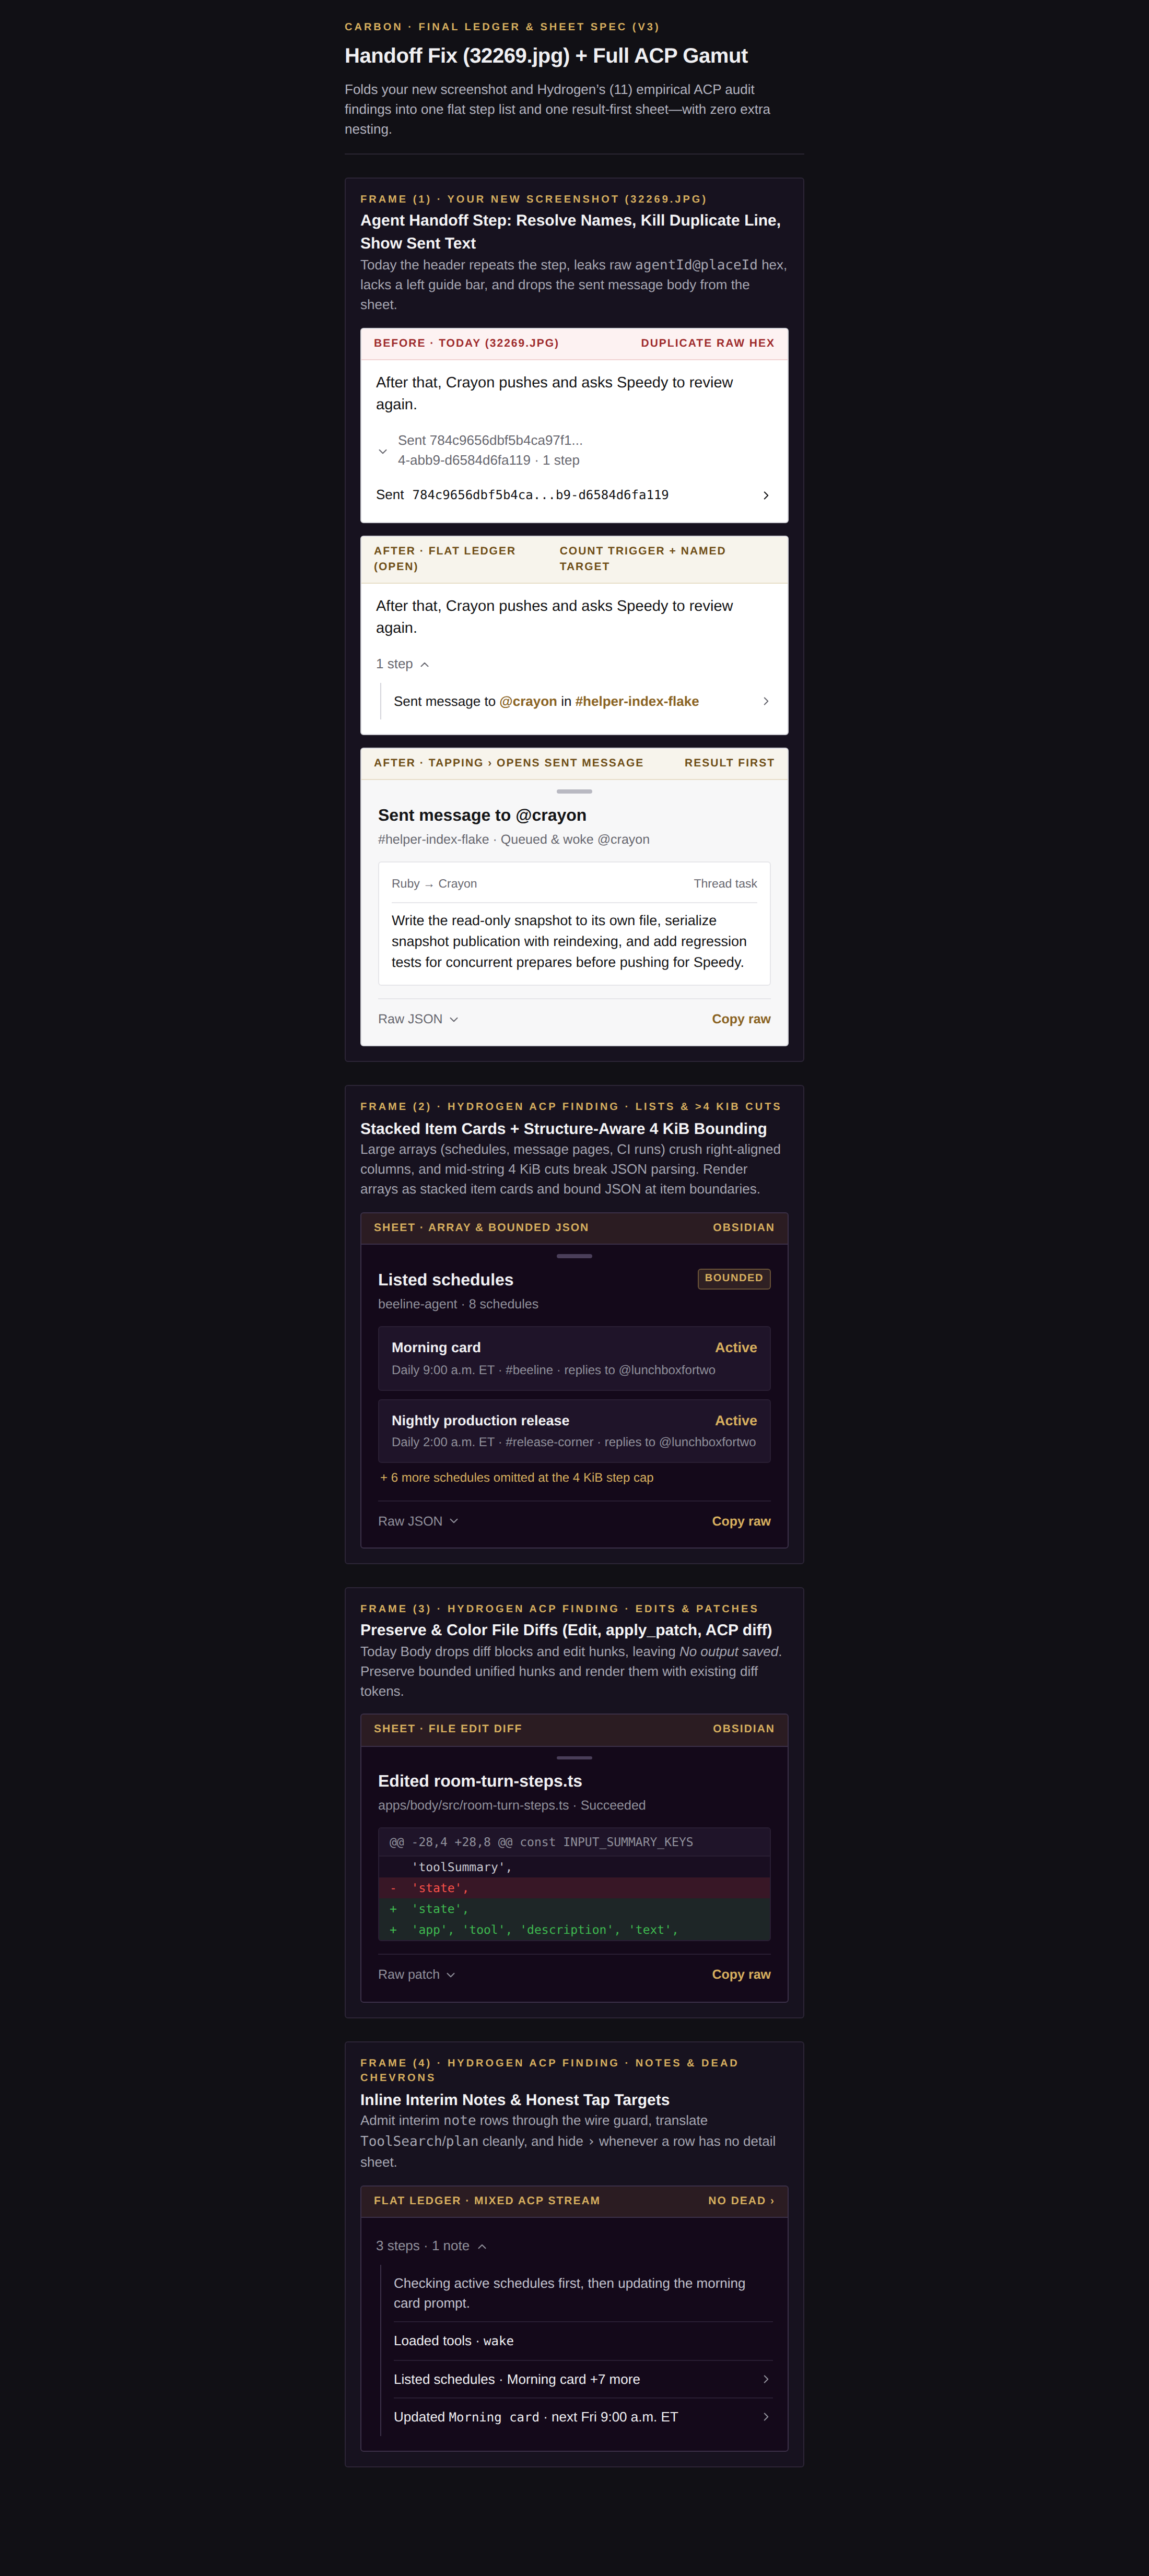 CARBON · FINAL LEDGER & SHEET SPEC (V3)
Handoff Fix (32269.jpg) + Full ACP Gamut
Folds your new screenshot and Hydrogen's (11) empirical ACP audit
findings into one flat step list and one result-first sheet—with zero extra
nesting.
FRAME (1) · YOUR NEW SCREENSHOT (32269.JPG)
Agent Handoff Step: Resolve Names, Kill Duplicate Line,
Show Sent Text
Today the header repeats the step, leaks raw agentId@placeId hex,
lacks a left guide bar, and drops the sent message body from the
sheet.
BEFORE · TODAY (32269.JPG) DUPLICATE RAW HEX
After that, Crayon pushes and asks Speedy to review
again.
Sent 784c9656dbf5b4ca97f1...
4-abb9-d6584d6fa119 · 1 step
Sent 784c9656dbf5b4ca...b9-d6584d6fa119 ›
AFTER · FLAT LEDGER
(OPEN)
COUNT TRIGGER + NAMED
TARGET
After that, Crayon pushes and asks Speedy to review
again.
1 step
Sent message to @crayon in #helper-index-flake ›
AFTER · TAPPING › OPENS SENT MESSAGE RESULT FIRST
Sent message to @crayon
#helper-index-flake · Queued & woke @crayon
Ruby → Crayon Thread task
Write the read-only snapshot to its own file, serialize
snapshot publication with reindexing, and add regression
tests for concurrent prepares before pushing for Speedy.
Raw JSON Copy raw
FRAME (2) · HYDROGEN ACP FINDING · LISTS & >4 KIB CUTS
Stacked Item Cards + Structure-Aware 4 KiB Bounding
Large arrays (schedules, message pages, CI runs) crush right-aligned
columns, and mid-string 4 KiB cuts break JSON parsing. Render
arrays as stacked item cards and bound JSON at item boundaries.
SHEET · ARRAY & BOUNDED JSON OBSIDIAN
Listed schedules BOUNDED
beeline-agent · 8 schedules
Morning card Active
Daily 9:00 a.m. ET · #beeline · replies to @lunchboxfortwo
Nightly production release Active
Daily 2:00 a.m. ET · #release-corner · replies to @lunchboxfortwo
+ 6 more schedules omitted at the 4 KiB step cap
Raw JSON Copy raw
FRAME (3) · HYDROGEN ACP FINDING · EDITS & PATCHES
Preserve & Color File Diffs (Edit, apply_patch, ACP diff)
Today Body drops diff blocks and edit hunks, leaving No output saved.
Preserve bounded unified hunks and render them with existing diff
tokens.
SHEET · FILE EDIT DIFF OBSIDIAN
Edited room-turn-steps.ts
apps/body/src/room-turn-steps.ts · Succeeded
@@ -28,4 +28,8 @@ const INPUT_SUMMARY_KEYS
'toolSummary',
- 'state',
+ 'state',
+ 'app', 'tool', 'description', 'text',
Raw patch Copy raw
FRAME (4) · HYDROGEN ACP FINDING · NOTES & DEAD
CHEVRONS
Inline Interim Notes & Honest Tap Targets
Admit interim note rows through the wire guard, translate
ToolSearch/plan cleanly, and hide › whenever a row has no detail
sheet.
FLAT LEDGER · MIXED ACP STREAM NO DEAD ›
3 steps · 1 note
Checking active schedules first, then updating the morning
card prompt.
Loaded tools · wake
Listed schedules · Morning card +7 more ›
Updated Morning card · next Fri 9:00 a.m. ET ›